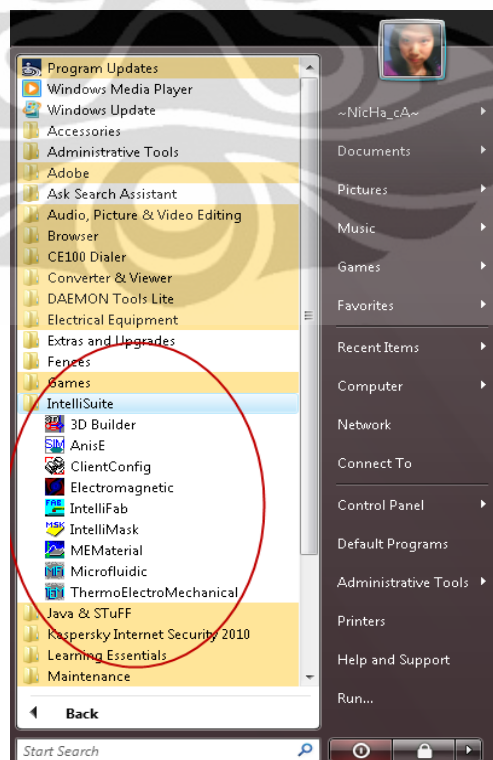 Program Updates
Windows Media Player
Windows Update
Accessories
Administrative Tools
Adobe
Ask Search Assistant
Audio, Picture & Video Editing
Browser
CE100 Dialer
Converter & Viewer
DAEMON Tools Lite
Electrical Equipment
Extras and Upgrades
Fences
Games
IntelliSuite
3D Builder
AnisE
ClientConfig
Electromagnetic
IntelliFab
IntelliMask
MEMaterial
Microfluidic
ThermoElectroMechanical
Java & STuFF
Kaspersky Internet Security 2010
Learning Essentials
Maintenance
Back
Start Search
~NicHa_cA~
Documents
Pictures
Music
Games
Favorites
Recent Items
Computer
Network
Connect To
Control Panel
Default Programs
Administrative Tools
Printers
Help and Support
Run...